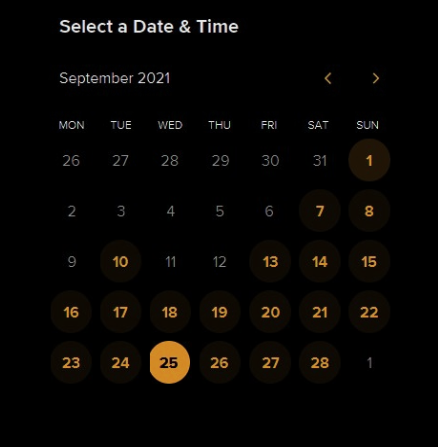 Select a Date & Time
September 2021
MON TUE WED THU FRI SAT SUN
26 27 28 29 30 31 1
2 3 4 5 6 7 8
9 10 11 12 13 14 15
16 17 18 19 20 21 22
23 24 25 26 27 28 1